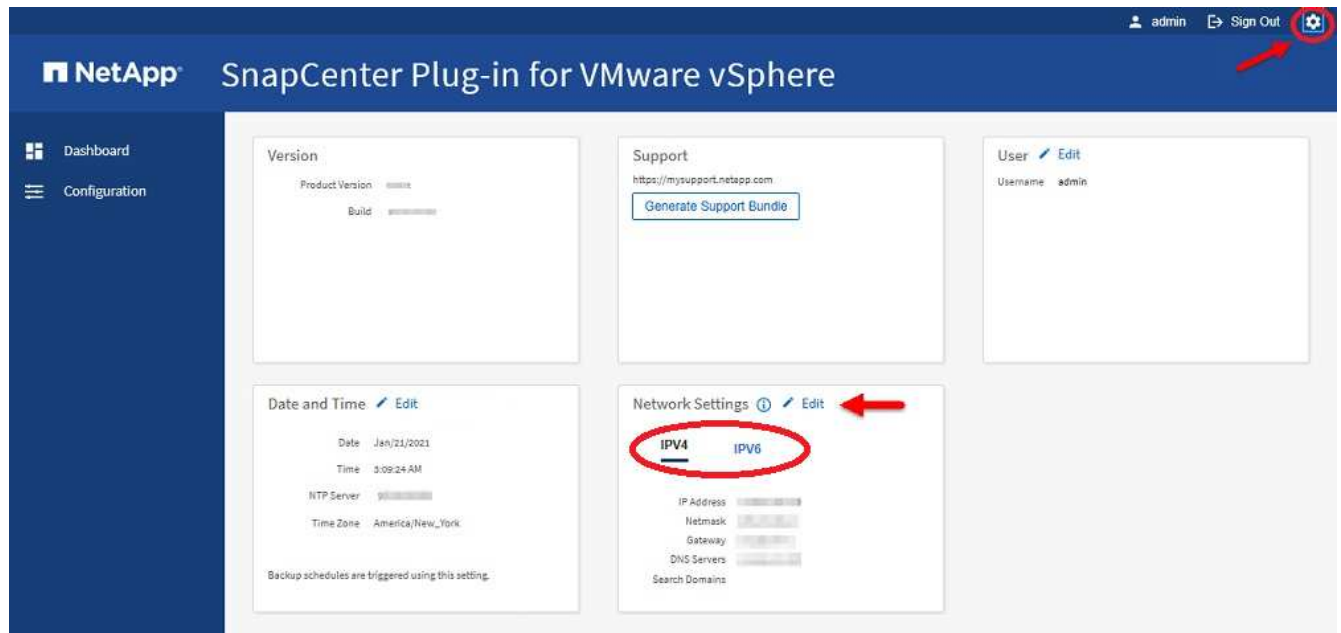 admin Sign Out
NetApp SnapCenter Plug-in for VMware vSphere
Dashboard
Configuration
Version
Product Version
Build
Support
https://mysupport.netapp.com
Generate Support Bundle
User Edit
Username admin
Date and Time Edit
Date Jan/21/2021
Time 3:09:24 AM
NTP Server
Time Zone America/New_York
Backup schedules are triggered using this setting.
Network Settings Edit
IPV4 IPV6
IP Address
Netmask
Gateway
DNS Servers
Search Domains